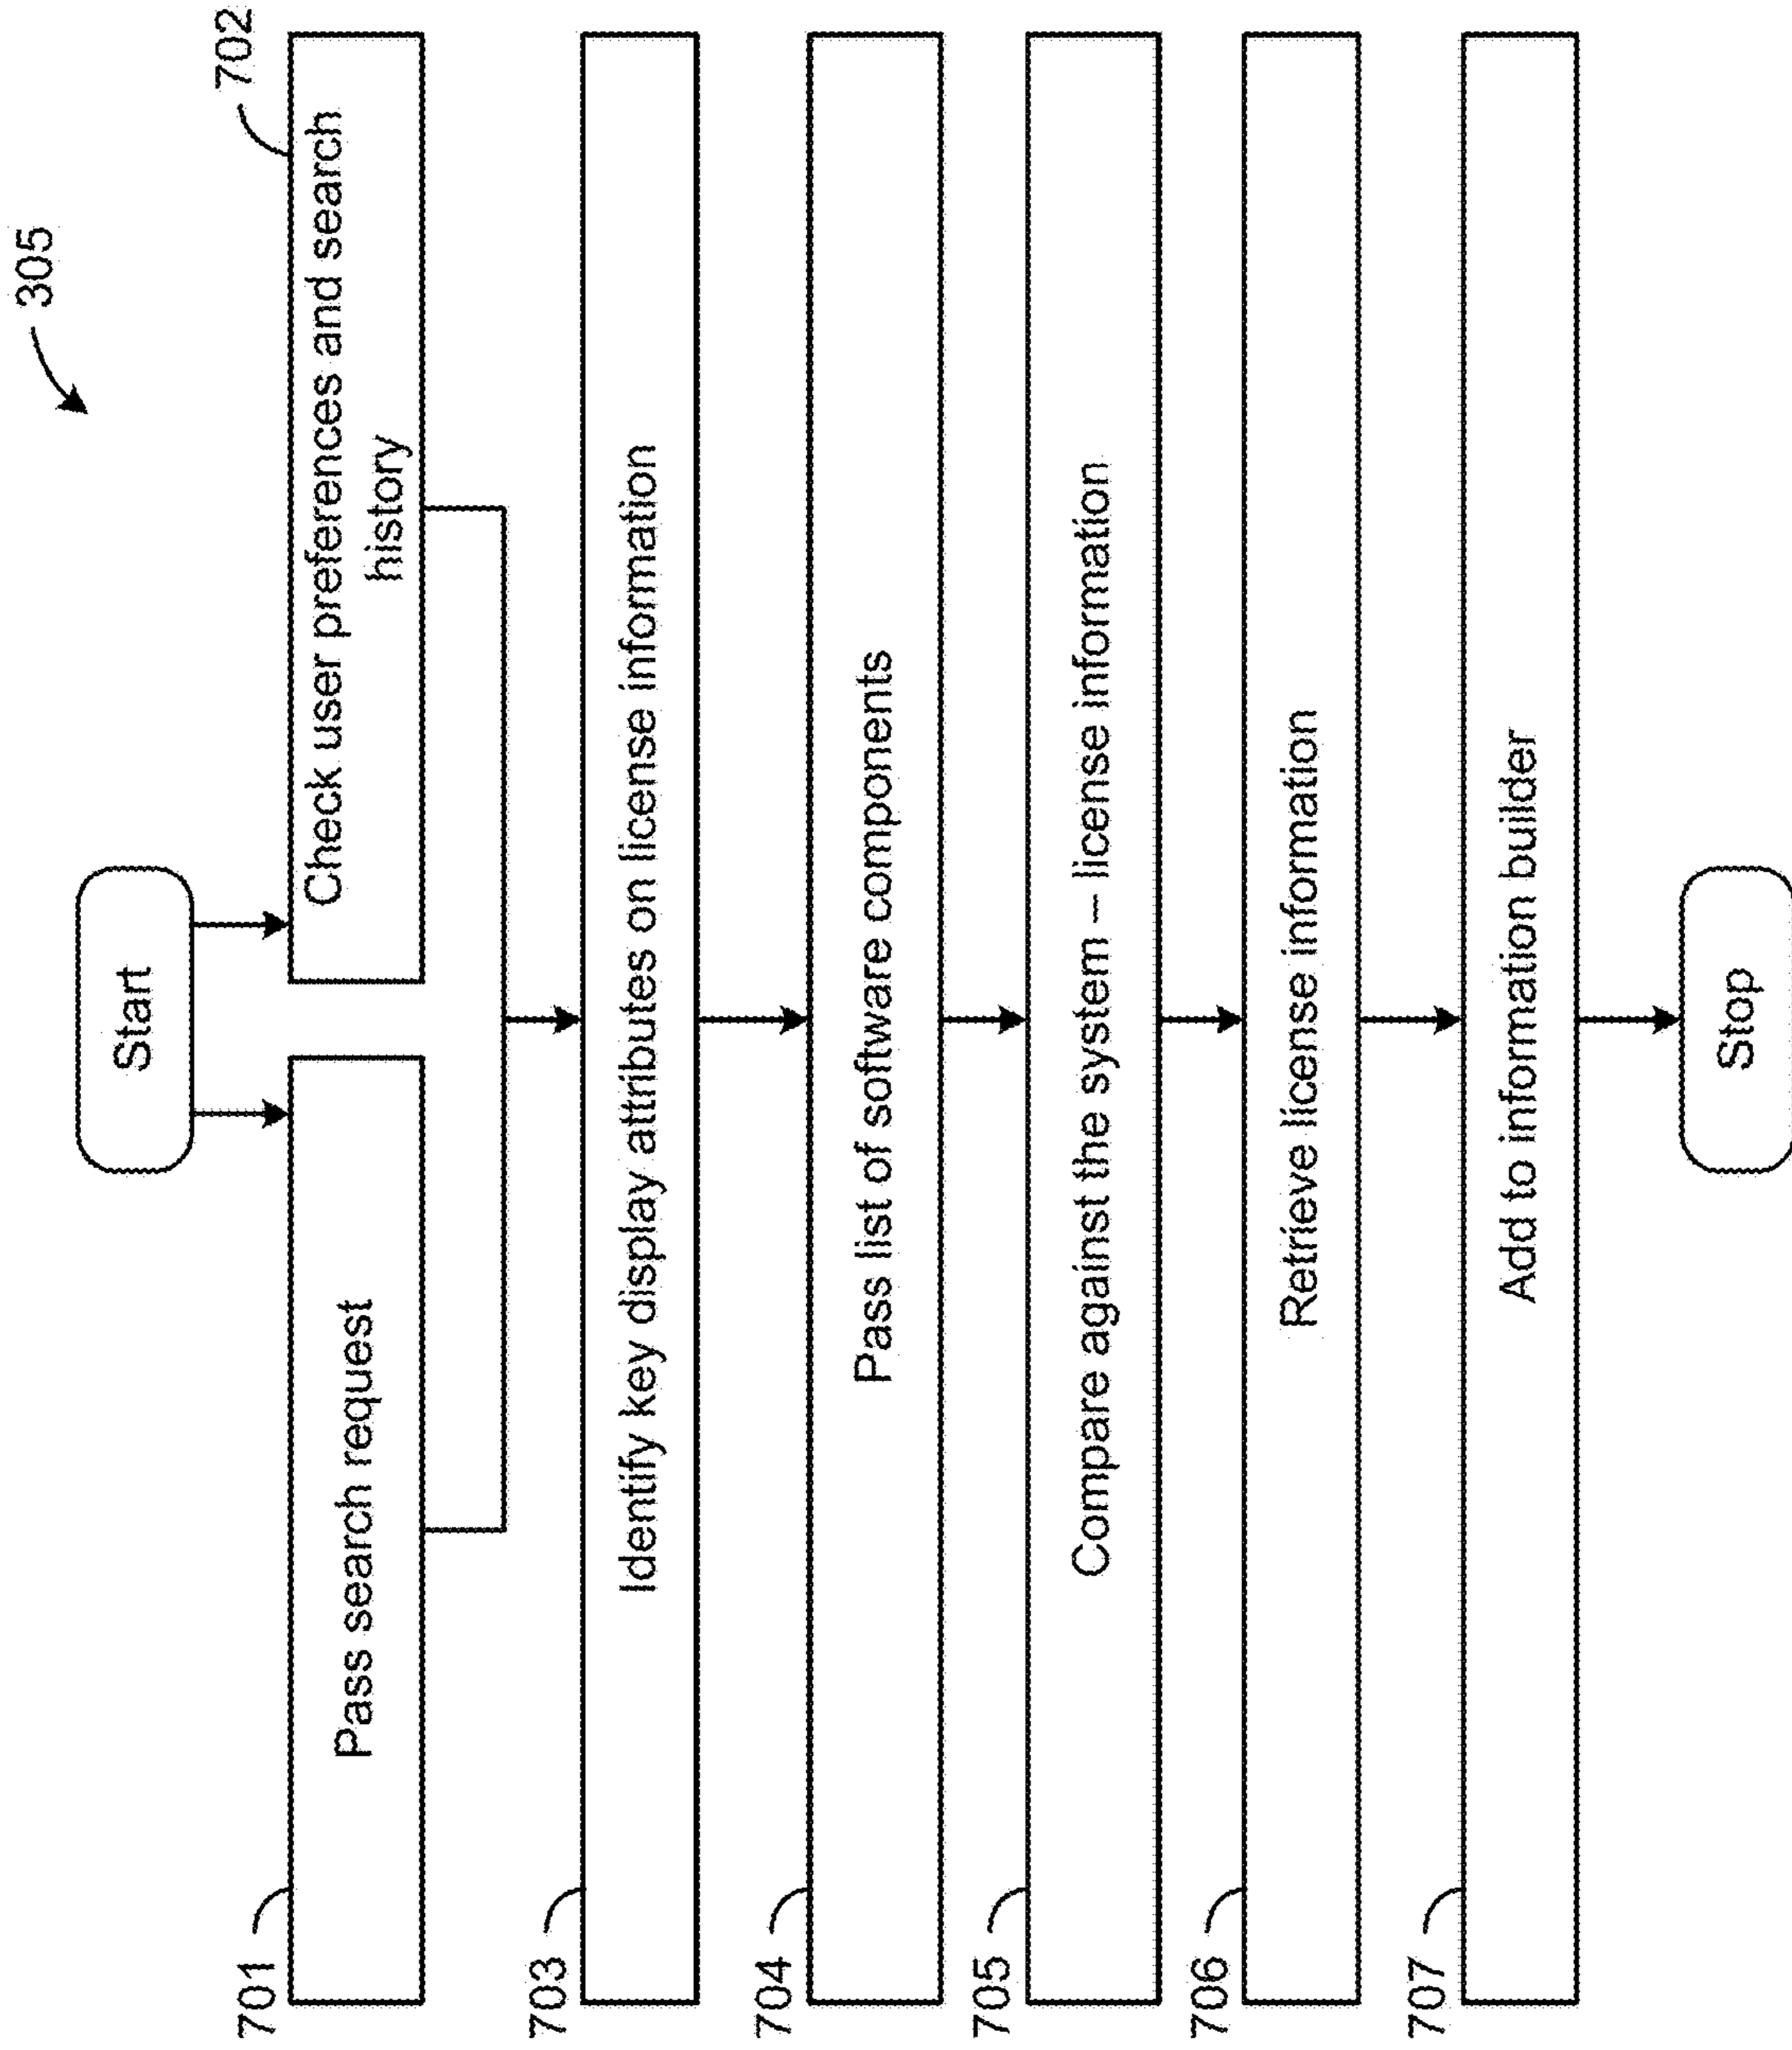 305
Start
701
Pass search request
702
Check user preferences and search
history
703
Identify key display attributes on license information
704
Pass list of software components
705
Compare against the system – license information
706
Retrieve license information
707
Add to information builder
Stop